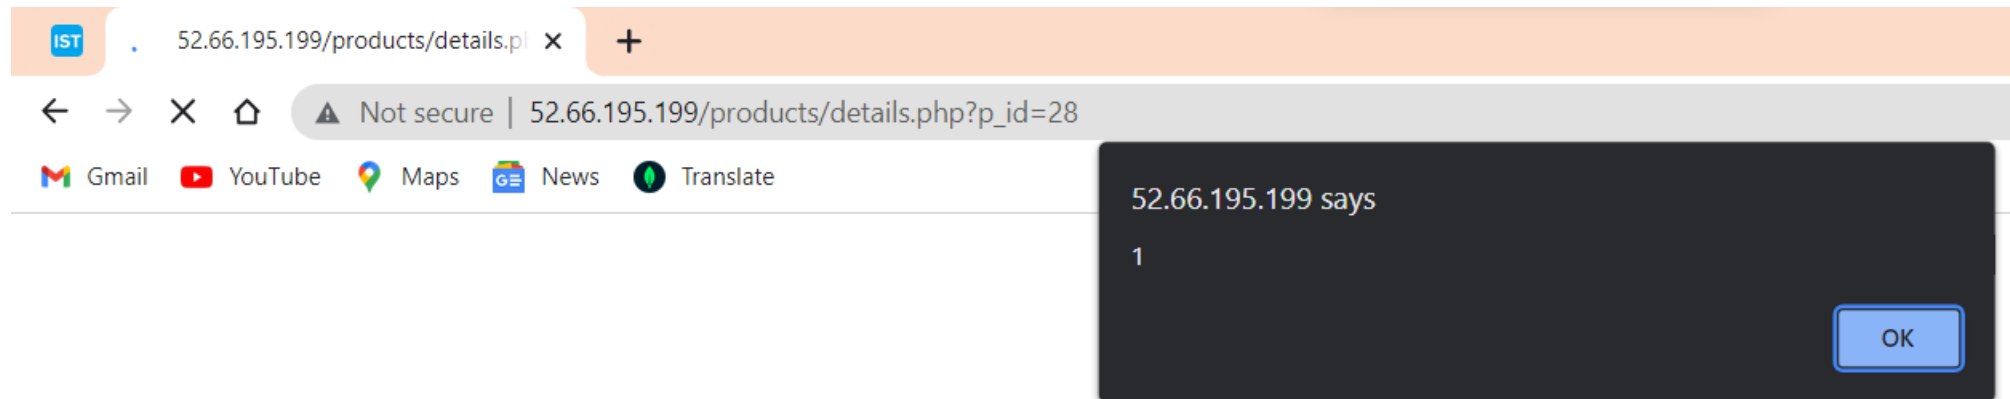 IST
52.66.195.199/products/details.p
Not secure | 52.66.195.199/products/details.php?p_id=28
Gmail YouTube Maps GE News Translate
52.66.195.199 says
1
OK